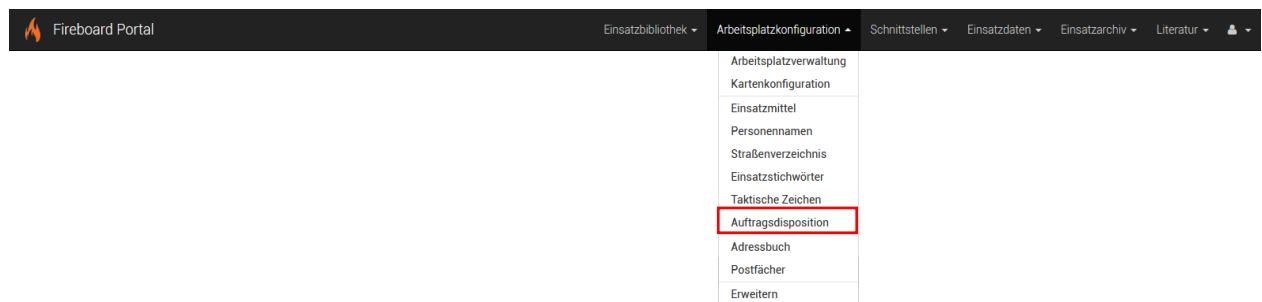 Fireboard Portal Einsatzbibliothek Arbeitsplatzkonfiguration Schnittstellen Einsatzdaten Einsatzarchiv Literatur
Arbeitsplatzverwaltung
Kartenkonfiguration
Einsatzmittel
Personennamen
Straßenverzeichnis
Einsatzstichwörter
Taktische Zeichen
Auftragsdisposition
Adressbuch
Postfächer
Erweitern